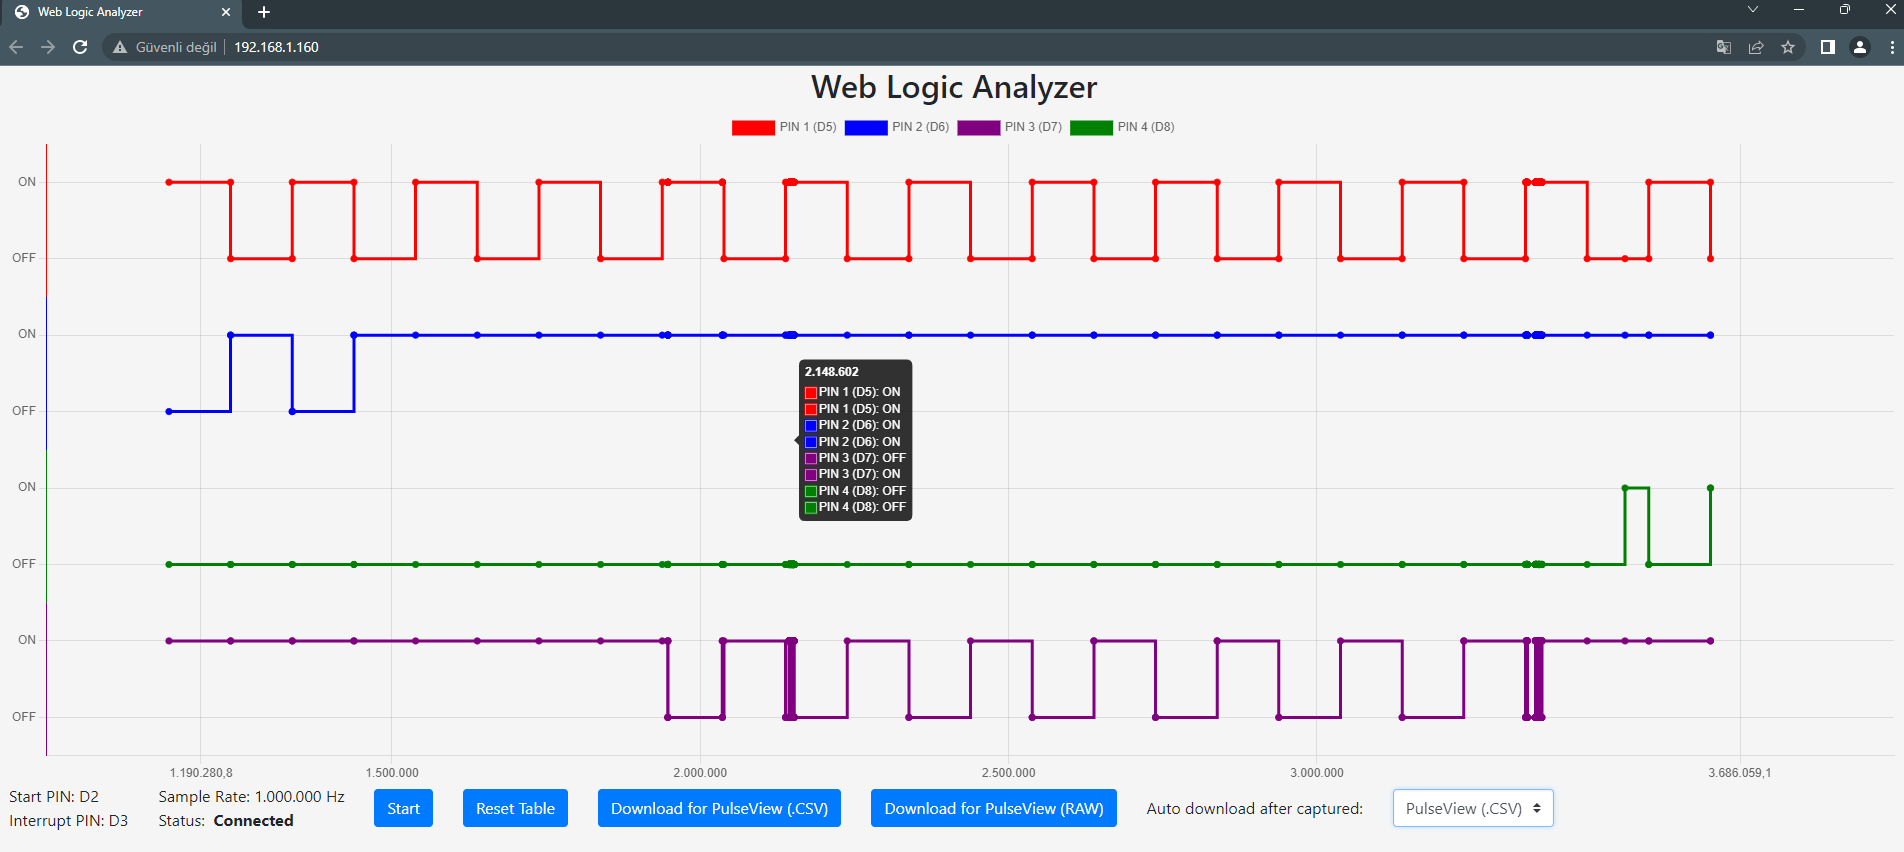 Web Logic Analyzer
Güvenli değil 192.168.1.160
Web Logic Analyzer
PIN 1 (D5) PIN 2 (D6) PIN 3 (D7) PIN 4 (D8)
ON
OFF
ON
OFF
2.148.602
PIN 1 (D5): ON
PIN 1 (D5): ON
PIN 2 (D6): ON
PIN 2 (D6): ON
PIN 3 (D7): OFF
PIN 3 (D7): ON
PIN 4 (D8): OFF
PIN 4 (D8): OFF
ON
OFF
ON
OFF
1.190.280,8 1.500.000 2.000.000 2.500.000 3.000.000 3.686.059,1
Start PIN: D2
Interrupt PIN: D3
Sample Rate: 1.000.000 Hz
Status: Connected
Start
Reset Table
Download for PulseView (.CSV)
Download for PulseView (RAW)
Auto download after captured:
PulseView (.CSV)